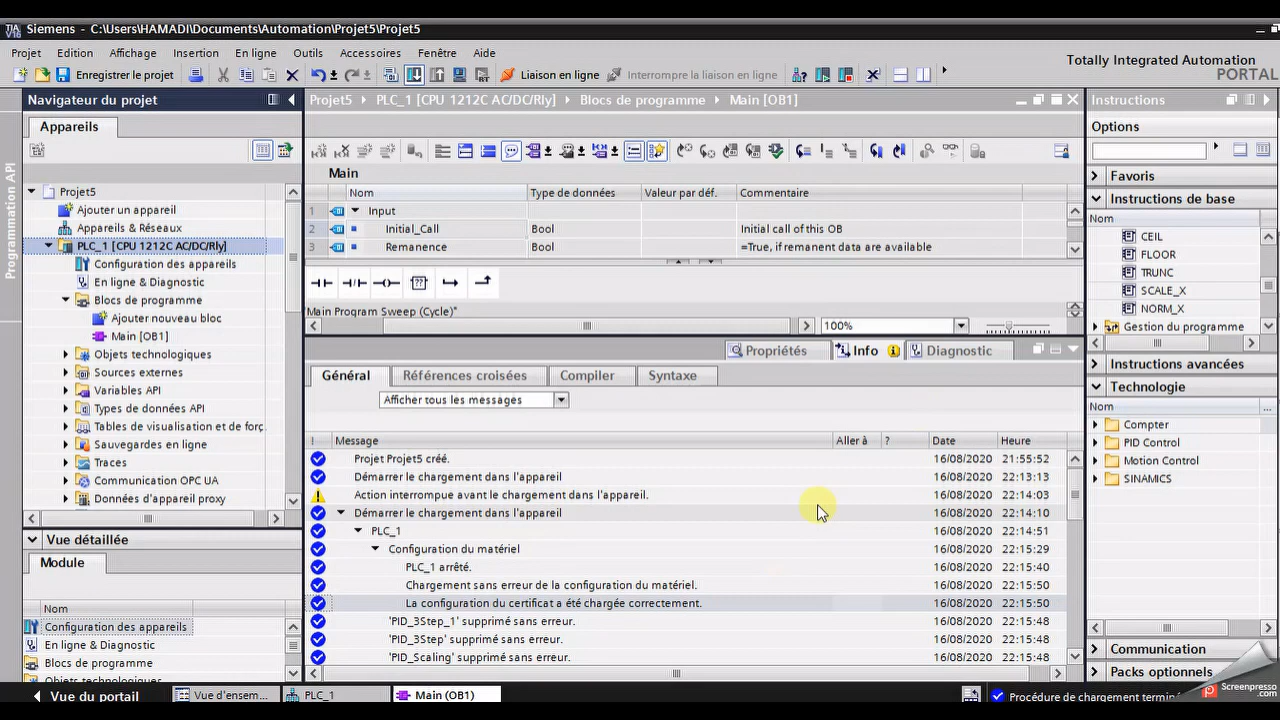 TIA
V16
Siemens - C:\Users\HAMADI\Documents\Automation\Projet5\Projet5
Projet Edition Affichage Insertion En ligne Outils Accessoires Fenêtre Aide
Enregistrer le projet
Liaison en ligne
Interrompre la liaison en ligne
Totally Integrated Automation
PORTAL
Programmation API
Navigateur du projet
Appareils
Projet5
Ajouter un appareil
Appareils & Réseaux
PLC_1 [CPU 1212C AC/DC/Rly]
Configuration des appareils
En ligne & Diagnostic
Blocs de programme
Ajouter nouveau bloc
Main [OB1]
Objets technologiques
Sources externes
Variables API
Types de données API
Tables de visualisation et de forç
Sauvegardes en ligne
Traces
Communication OPC UA
Données d'appareil proxy
Vue détaillée
Module
Nom
Configuration des appareils
En ligne & Diagnostic
Blocs de programme
Objets technologiques
Projet5 PLC_1 [CPU 1212C AC/DC/Rly] Blocs de programme Main [OB1]
Main
Nom Type de données Valeur par déf. Commentaire
1 Input
2 Initial_Call Bool Initial call of this OB
3 Remanence Bool =True, if remanent data are available
??
"Main Program Sweep (Cycle)"
100%
Propriétés Info Diagnostic
Général Références croisées Compiler Syntaxe
Afficher tous les messages
! Message Aller à ? Date Heure
Projet Projet5 créé. 16/08/2020 21:55:52
Démarrer le chargement dans l'appareil 16/08/2020 22:13:13
Action interrompue avant le chargement dans l'appareil. 16/08/2020 22:14:03
Démarrer le chargement dans l'appareil 16/08/2020 22:14:10
PLC_1 16/08/2020 22:14:51
Configuration du matériel 16/08/2020 22:15:29
PLC_1 arrêté. 16/08/2020 22:15:40
Chargement sans erreur de la configuration du matériel. 16/08/2020 22:15:50
La configuration du certificat a été chargée correctement. 16/08/2020 22:15:50
'PID_3Step_1' supprimé sans erreur. 16/08/2020 22:15:48
'PID_3Step' supprimé sans erreur. 16/08/2020 22:15:48
'PID_Scaling' supprimé sans erreur. 16/08/2020 22:15:48
Instructions
Options
Favoris
Instructions de base
Nom
CEIL
FLOOR
TRUNC
SCALE_X
NORM_X
Gestion du programme
Instructions avancées
Technologie
Nom ...
Compter
PID Control
Motion Control
SINAMICS
Communication
Packs optionnels
Vue du portail
Vue d'ensem...
PLC_1
Main (OB1)
Procédure de chargement termin
Screenpresso
.com